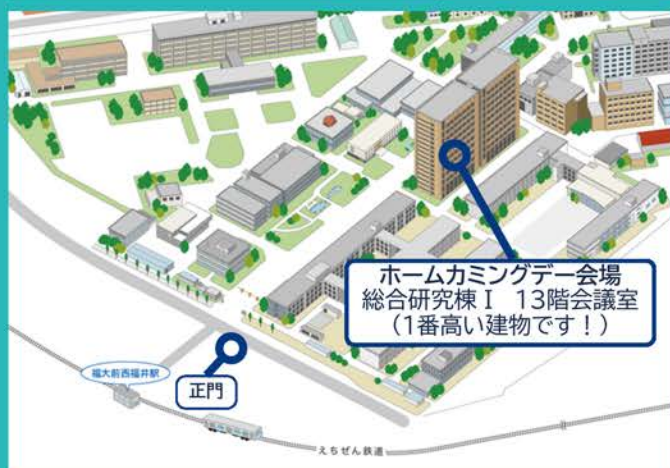 ホームカミングデー会場
総合研究棟Ⅰ 13階会議室
（1番高い建物です！）
福大前西福井駅
正門
えちぜん鉄道